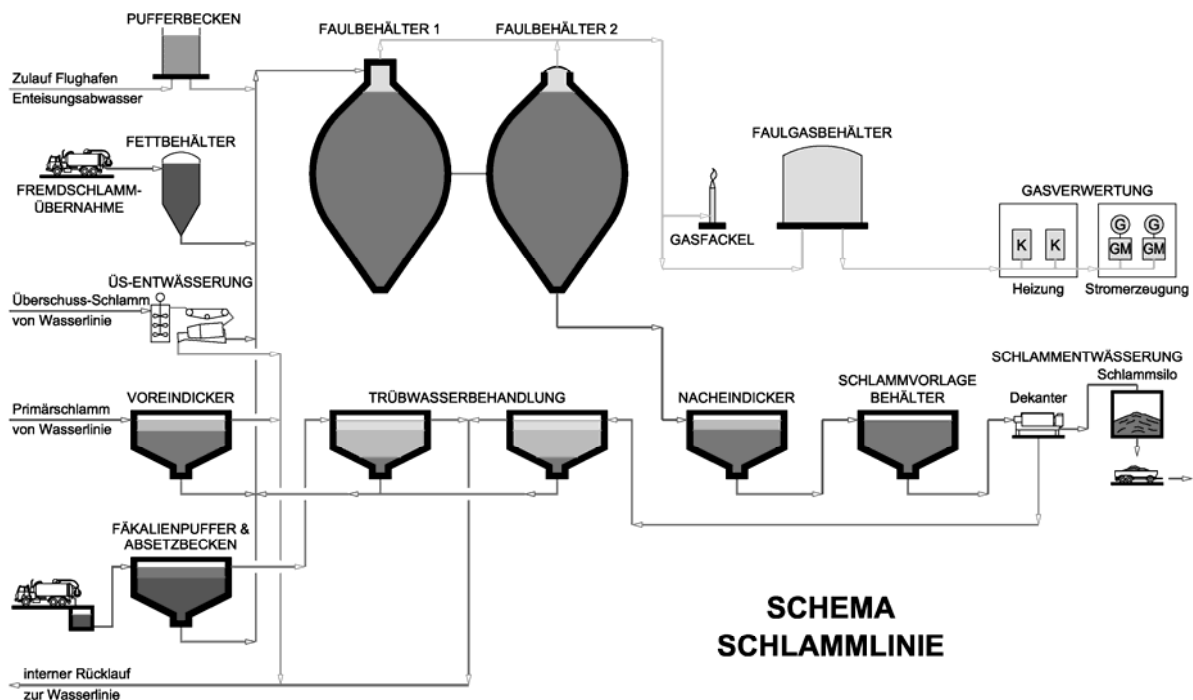 PUFFERBECKEN
Zulauf Flughafen
Enteisungsabwasser
FETTBEHÄLTER
FREMDSCHLAMM-
ÜBERNAHME
FAULBEHÄLTER 1
FAULBEHÄLTER 2
FAULGASBEHÄLTER
GASFACKEL
GASVERWERTUNG
K
K
G
G
GM
GM
Heizung
Stromerzeugung
ÜS-ENTWÄSSERUNG
Überschuss-Schlamm
von Wasserlinie
VOREINDICKER
Primärschlamm
von Wasserlinie
TRÜBWASSERBEHANDLUNG
NACHEINDICKER
SCHLAMMVORLAGE
BEHÄLTER
SCHLAMMENTWÄSSERUNG
Schlammsilo
Dekanter
FÄKALIENPUFFER &
ABSETZBECKEN
SCHEMA
SCHLAMMLINIE
interner Rücklauf
zur Wasserlinie